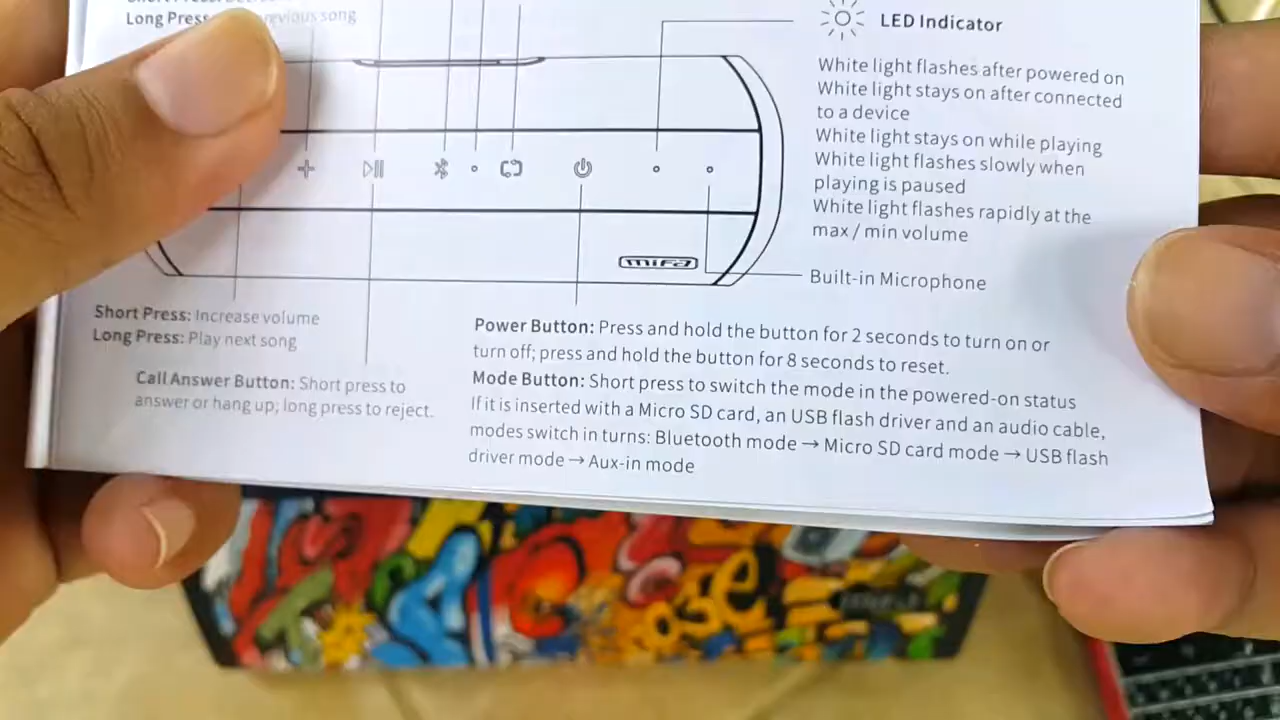 Long Press: previous song
LED Indicator
White light flashes after powered on
White light stays on after connected
to a device
White light stays on while playing
White light flashes slowly when
playing is paused
White light flashes rapidly at the
max / min volume
mifa
Built-in Microphone
Short Press: Increase volume
Long Press: Play next song
Call Answer Button: Short press to
answer or hang up; long press to reject.
Power Button: Press and hold the button for 2 seconds to turn on or
turn off; press and hold the button for 8 seconds to reset.
Mode Button: Short press to switch the mode in the powered-on status
If it is inserted with a Micro SD card, an USB flash driver and an audio cable,
modes switch in turns: Bluetooth mode → Micro SD card mode → USB flash
driver mode → Aux-in mode